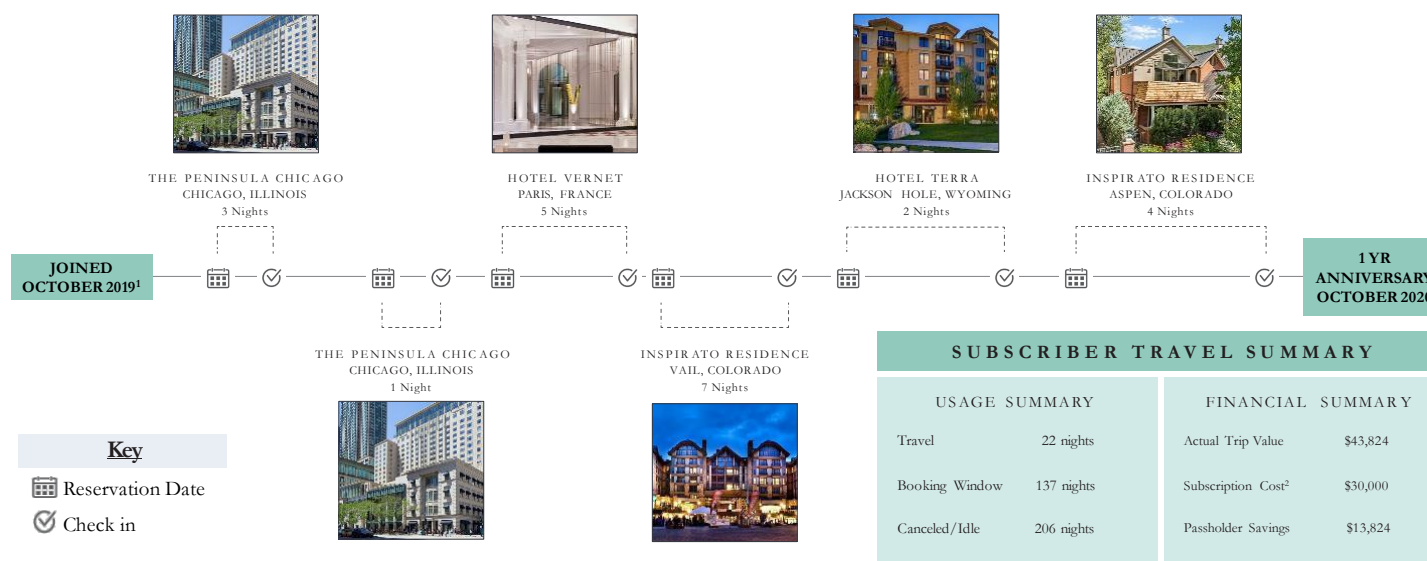 THE PENINSULA CHICAGO
CHICAGO, ILLINOIS
3 Nights
HOTEL VERNET
PARIS, FRANCE
5 Nights
HOTEL TERRA
JACKSON HOLE, WYOMING
2 Nights
INSPIRATO RESIDENCE
ASPEN, COLORADO
4 Nights
JOINED
OCTOBER 2019¹
1 YR
ANNIVERSARY
OCTOBER 2020
THE PENINSULA CHICAGO
CHICAGO, ILLINOIS
1 Night
INSPIRATO RESIDENCE
VAIL, COLORADO
7 Nights
Key
Reservation Date
Check in
SUBSCRIBER TRAVEL SUMMARY
USAGE SUMMARY
Travel 22 nights
Booking Window 137 nights
Canceled/Idle 206 nights
FINANCIAL SUMMARY
Actual Trip Value $43,824
Subscription Cost² $30,000
Passholder Savings $13,824